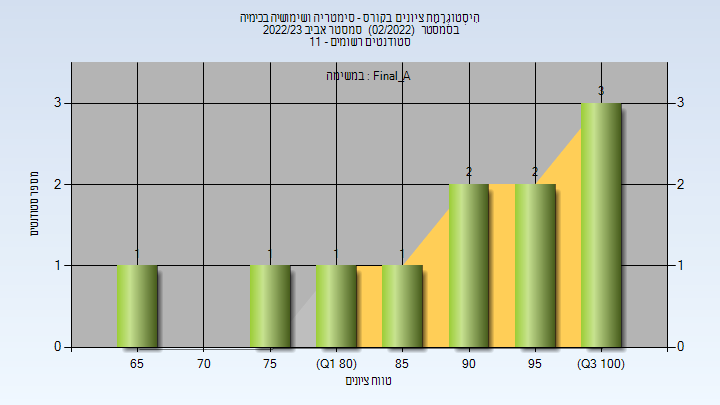 היסטוגרמת ציונים בקורס - סימטריה ושימושיה בכימיה
בסמסטר (02/2022) סמסטר אביב 2022/23
סטודנטים רשומים - 11
במשימה : Final_A
מספר סטודנטים
3 3
2 2
1 1
0 0
1 1 1 1 2 2 3
65 70 75 (Q1 80) 85 90 95 (Q3 100)
טווח ציונים